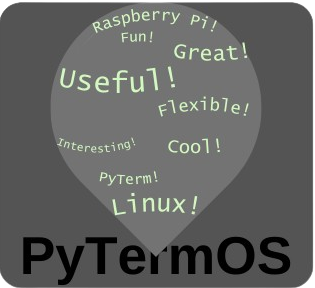 Raspberry Pi!
Fun!
Great!
Useful!
Flexible!
Interesting!
Cool!
PyTerm!
Linux!
PyTermOS